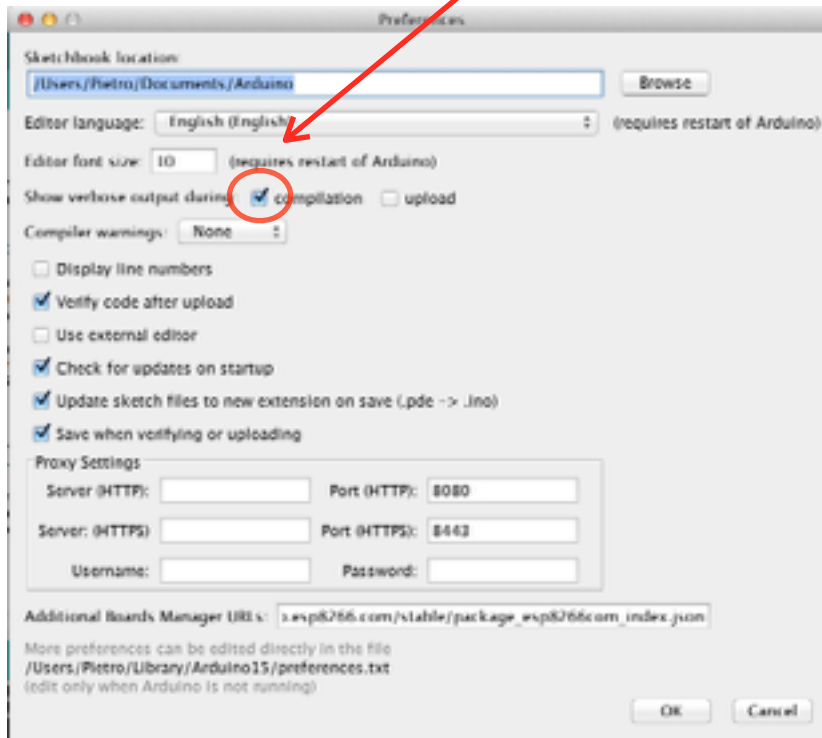 Preferences
Sketchbook location:
/Users/Pietro/Documents/Arduino
Browse
Editor language: English (English) (requires restart of Arduino)
Editor font size: 10 (requires restart of Arduino)
Show verbose output during: compilation upload
Compiler warnings: None
Display line numbers
Verify code after upload
Use external editor
Check for updates on startup
Update sketch files to new extension on save (.pde -> .ino)
Save when verifying or uploading
Proxy Settings
Server (HTTP): Port (HTTP): 8080
Server: (HTTPS) Port (HTTPS): 8443
Username: Password:
Additional Boards Manager URLs: .esp8266.com/stable/package_esp8266com_index.json
More preferences can be edited directly in the file
/Users/Pietro/Library/Arduino15/preferences.txt
(edit only when Arduino is not running)
OK Cancel